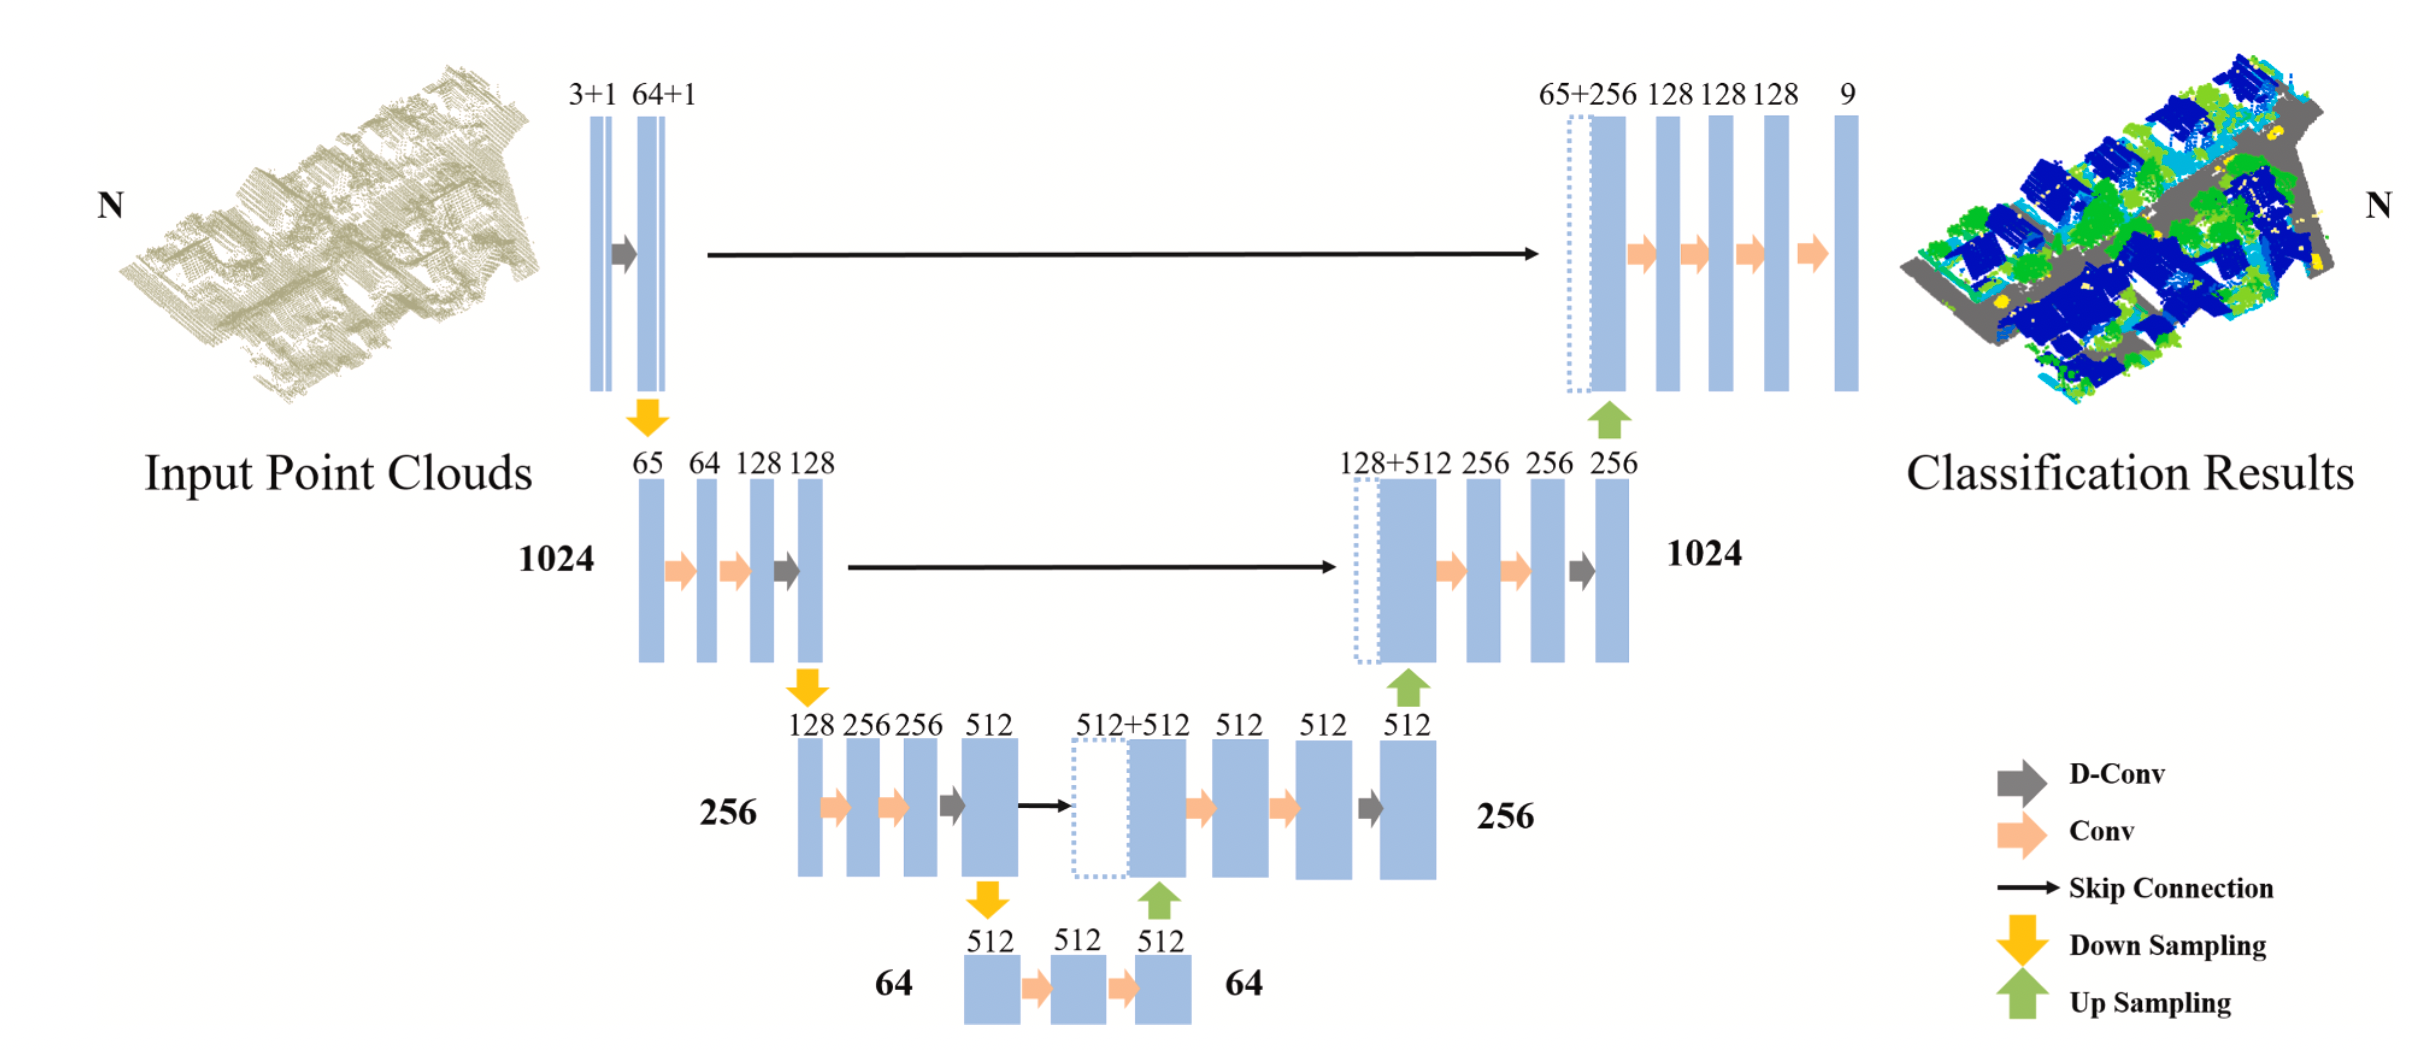 3+1 64+1
65+256 128 128 128 9
N
N
Input Point Clouds
65 64 128 128
128+512 256 256 256
Classification Results
1024
1024
128 256 256 512
512+512 512 512 512
256
256
512 512 512
64
64
D-Conv
Conv
Skip Connection
Down Sampling
Up Sampling